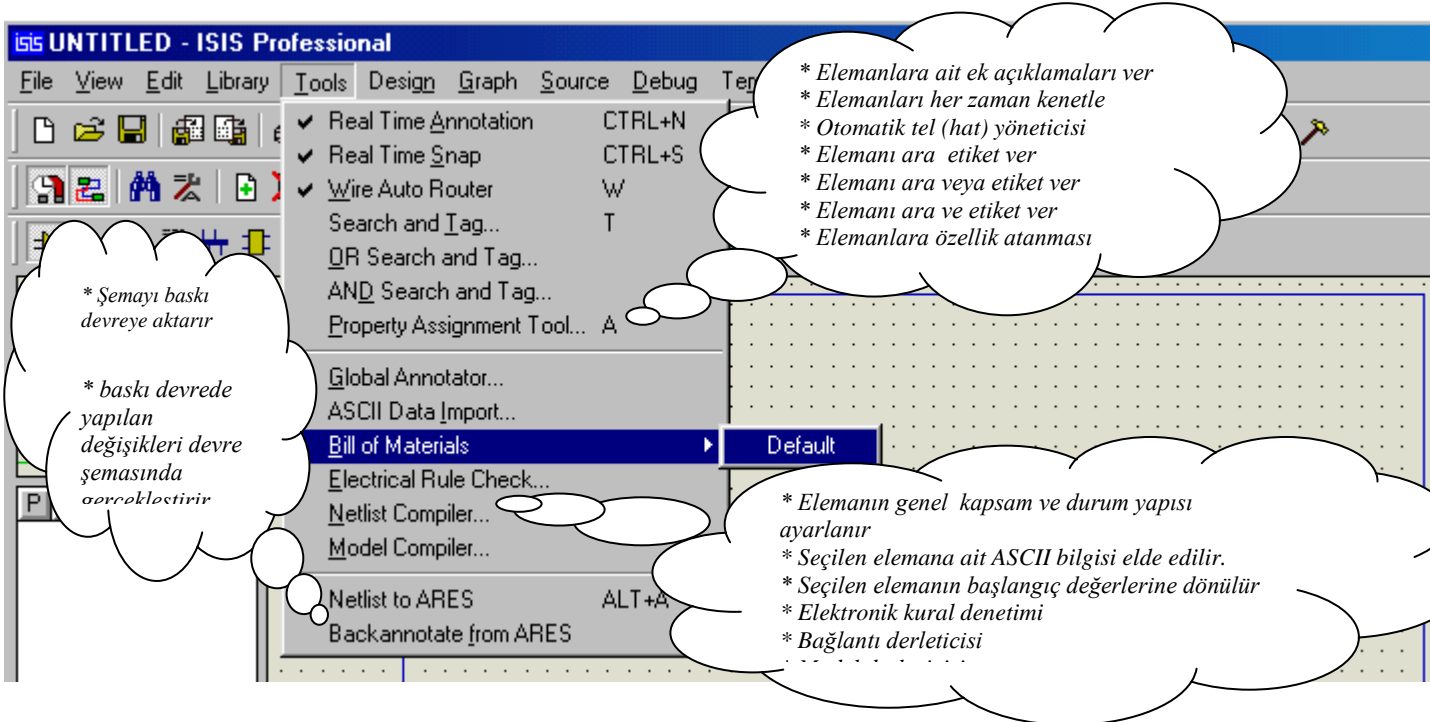 isis UNTITLED - ISIS Professional
File View Edit Library Tools Design Graph Source Debug
Real Time Annotation CTRL+N
Real Time Snap CTRL+S
Wire Auto Router W
Search and Tag... T
OR Search and Tag...
AND Search and Tag...
Property Assignment Tool... A
Global Annotator...
ASCII Data Import...
Bill of Materials
Default
Electrical Rule Check...
Netlist Compiler...
Model Compiler...
Netlist to ARES ALT+A
Backannotate from ARES
* Elemanlara ait ek açıklamaları ver
* Elemanları her zaman kenetle
* Otomatik tel (hat) yöneticisi
* Elemanı ara etiket ver
* Elemanı ara veya etiket ver
* Elemanı ara ve etiket ver
* Elemanlara özellik atanması
* Şemayı baskı
devreye aktarır
* baskı devrede
yapılan
değişikleri devre
şemasında
gerçekleştirir
P
* Elemanın genel kapsam ve durum yapısı
ayarlanır
* Seçilen elemana ait ASCII bilgisi elde edilir.
* Seçilen elemanın başlangıç değerlerine dönülür
* Elektronik kural denetimi
* Bağlantı derleticisi